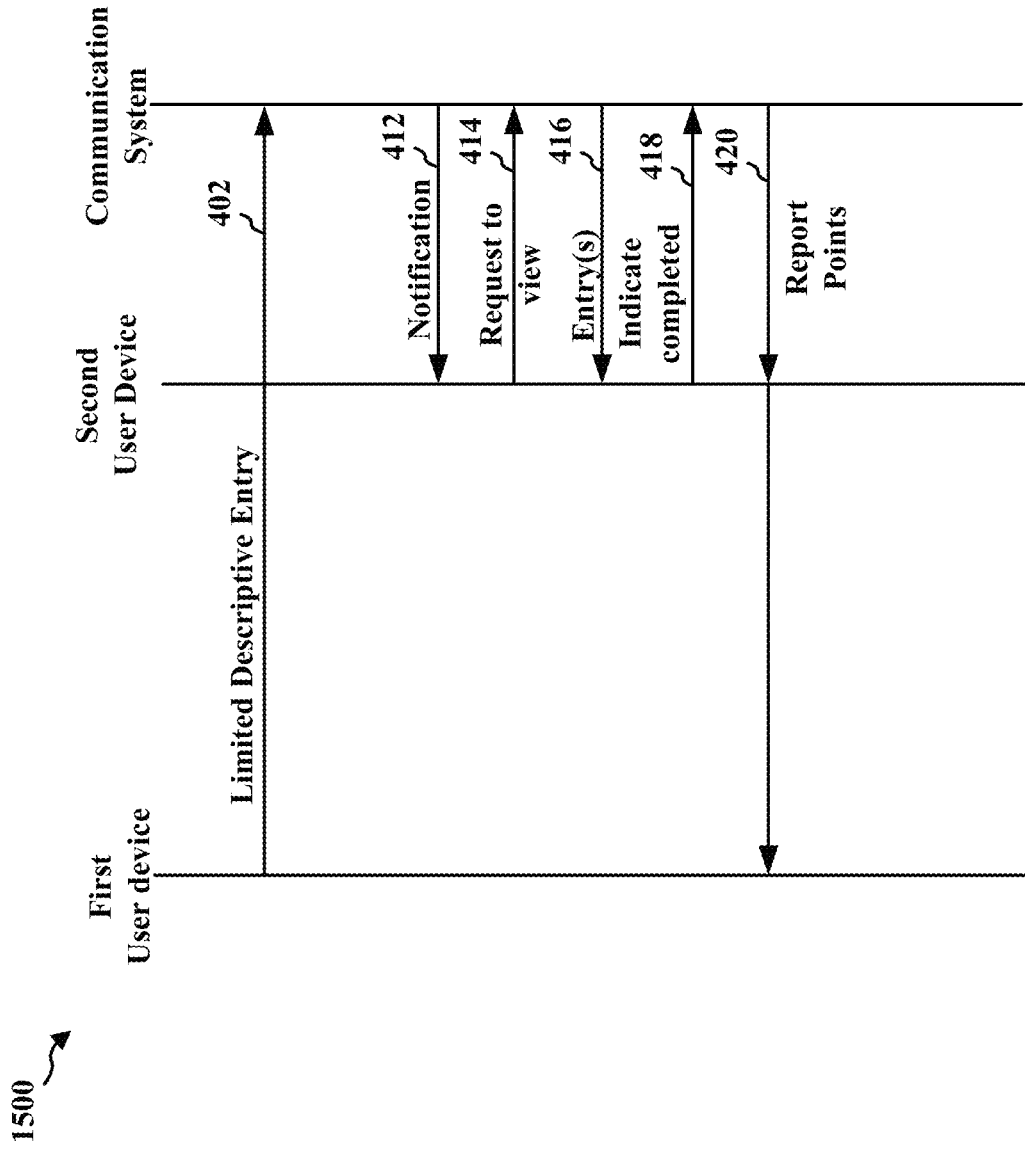 1500
First
User device
Second
User Device
Communication
System
Limited Descriptive Entry
402
Notification
412
Request to
view
414
Entry(s)
416
Indicate
completed
418
420
Report
Points